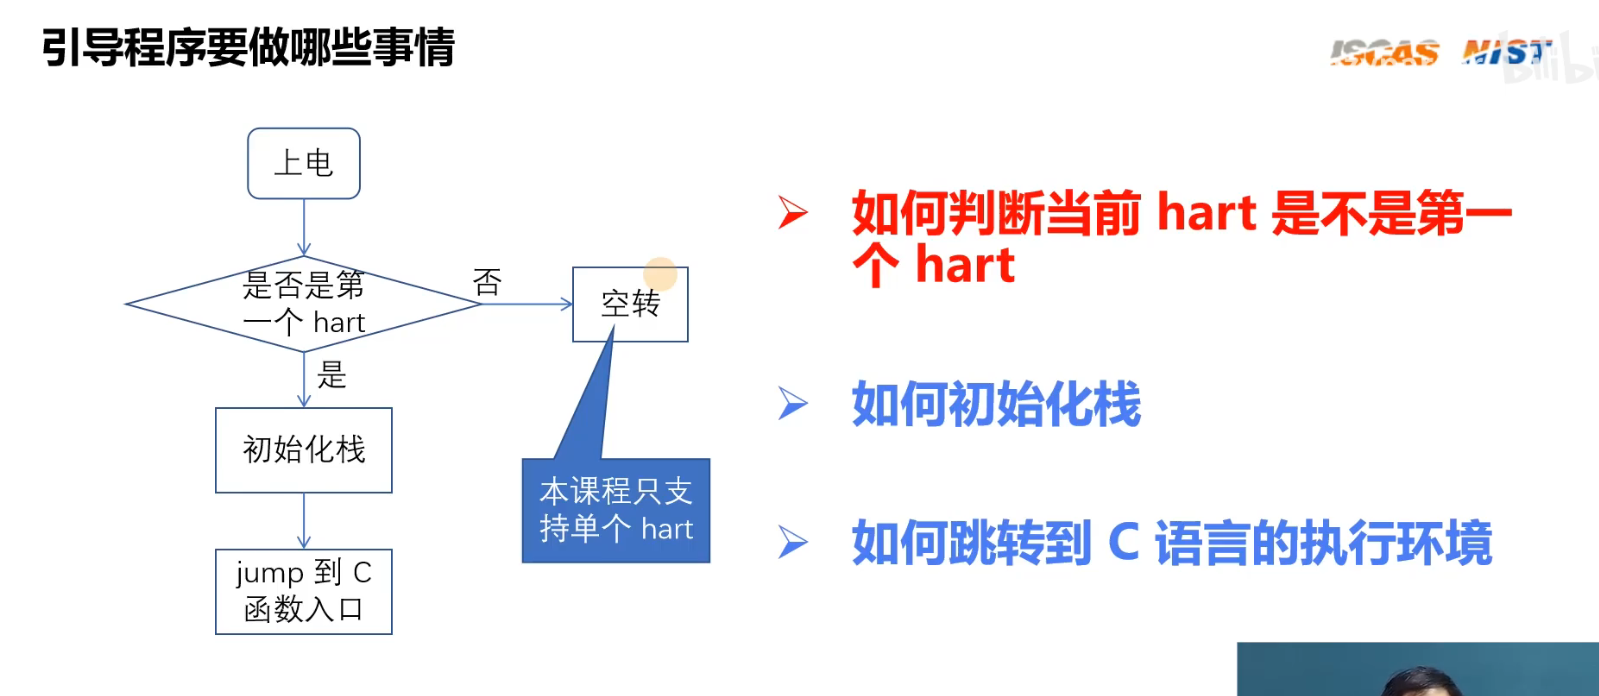 引导程序要做哪些事情
ISCAS
上电
是否是第
一个 hart
否
空转
是
初始化栈
本课程只支
持单个 hart
jump 到 C
函数入口
如何判断当前 hart 是不是第一
个 hart
如何初始化栈
如何跳转到 C 语言的执行环境